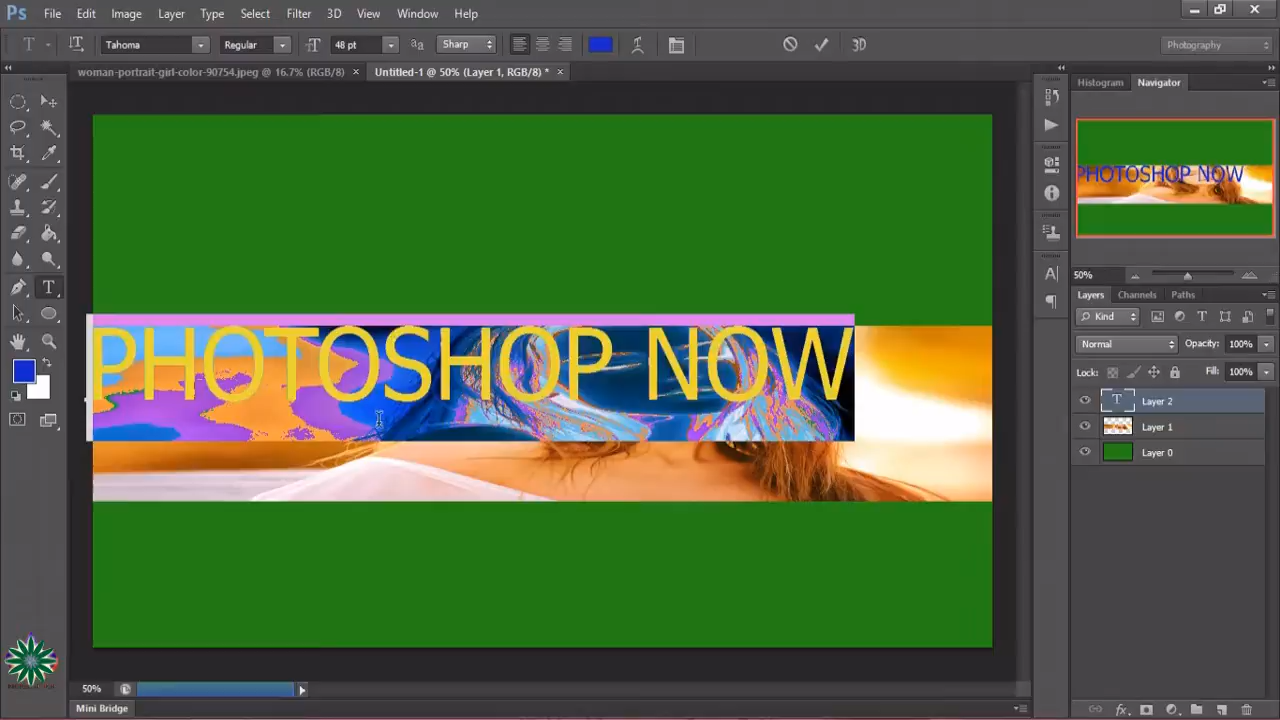 Ps File Edit Image Layer Type Select Filter 3D View Window Help
T Tahoma Regular 48 pt aa Sharp 3D Photography
woman-portrait-girl-color-90754.jpeg @ 16.7% (RGB/8) × Untitled-1 @ 50% (Layer 1, RGB/8) * ×
Histogram Navigator
PHOTOSHOP NOW
50%
Layers Channels Paths
Kind
Normal Opacity: 100%
Lock: Fill: 100%
T Layer 2
Layer 1
Layer 0
PHOTOSHOP NOW
50%
Mini Bridge
fx